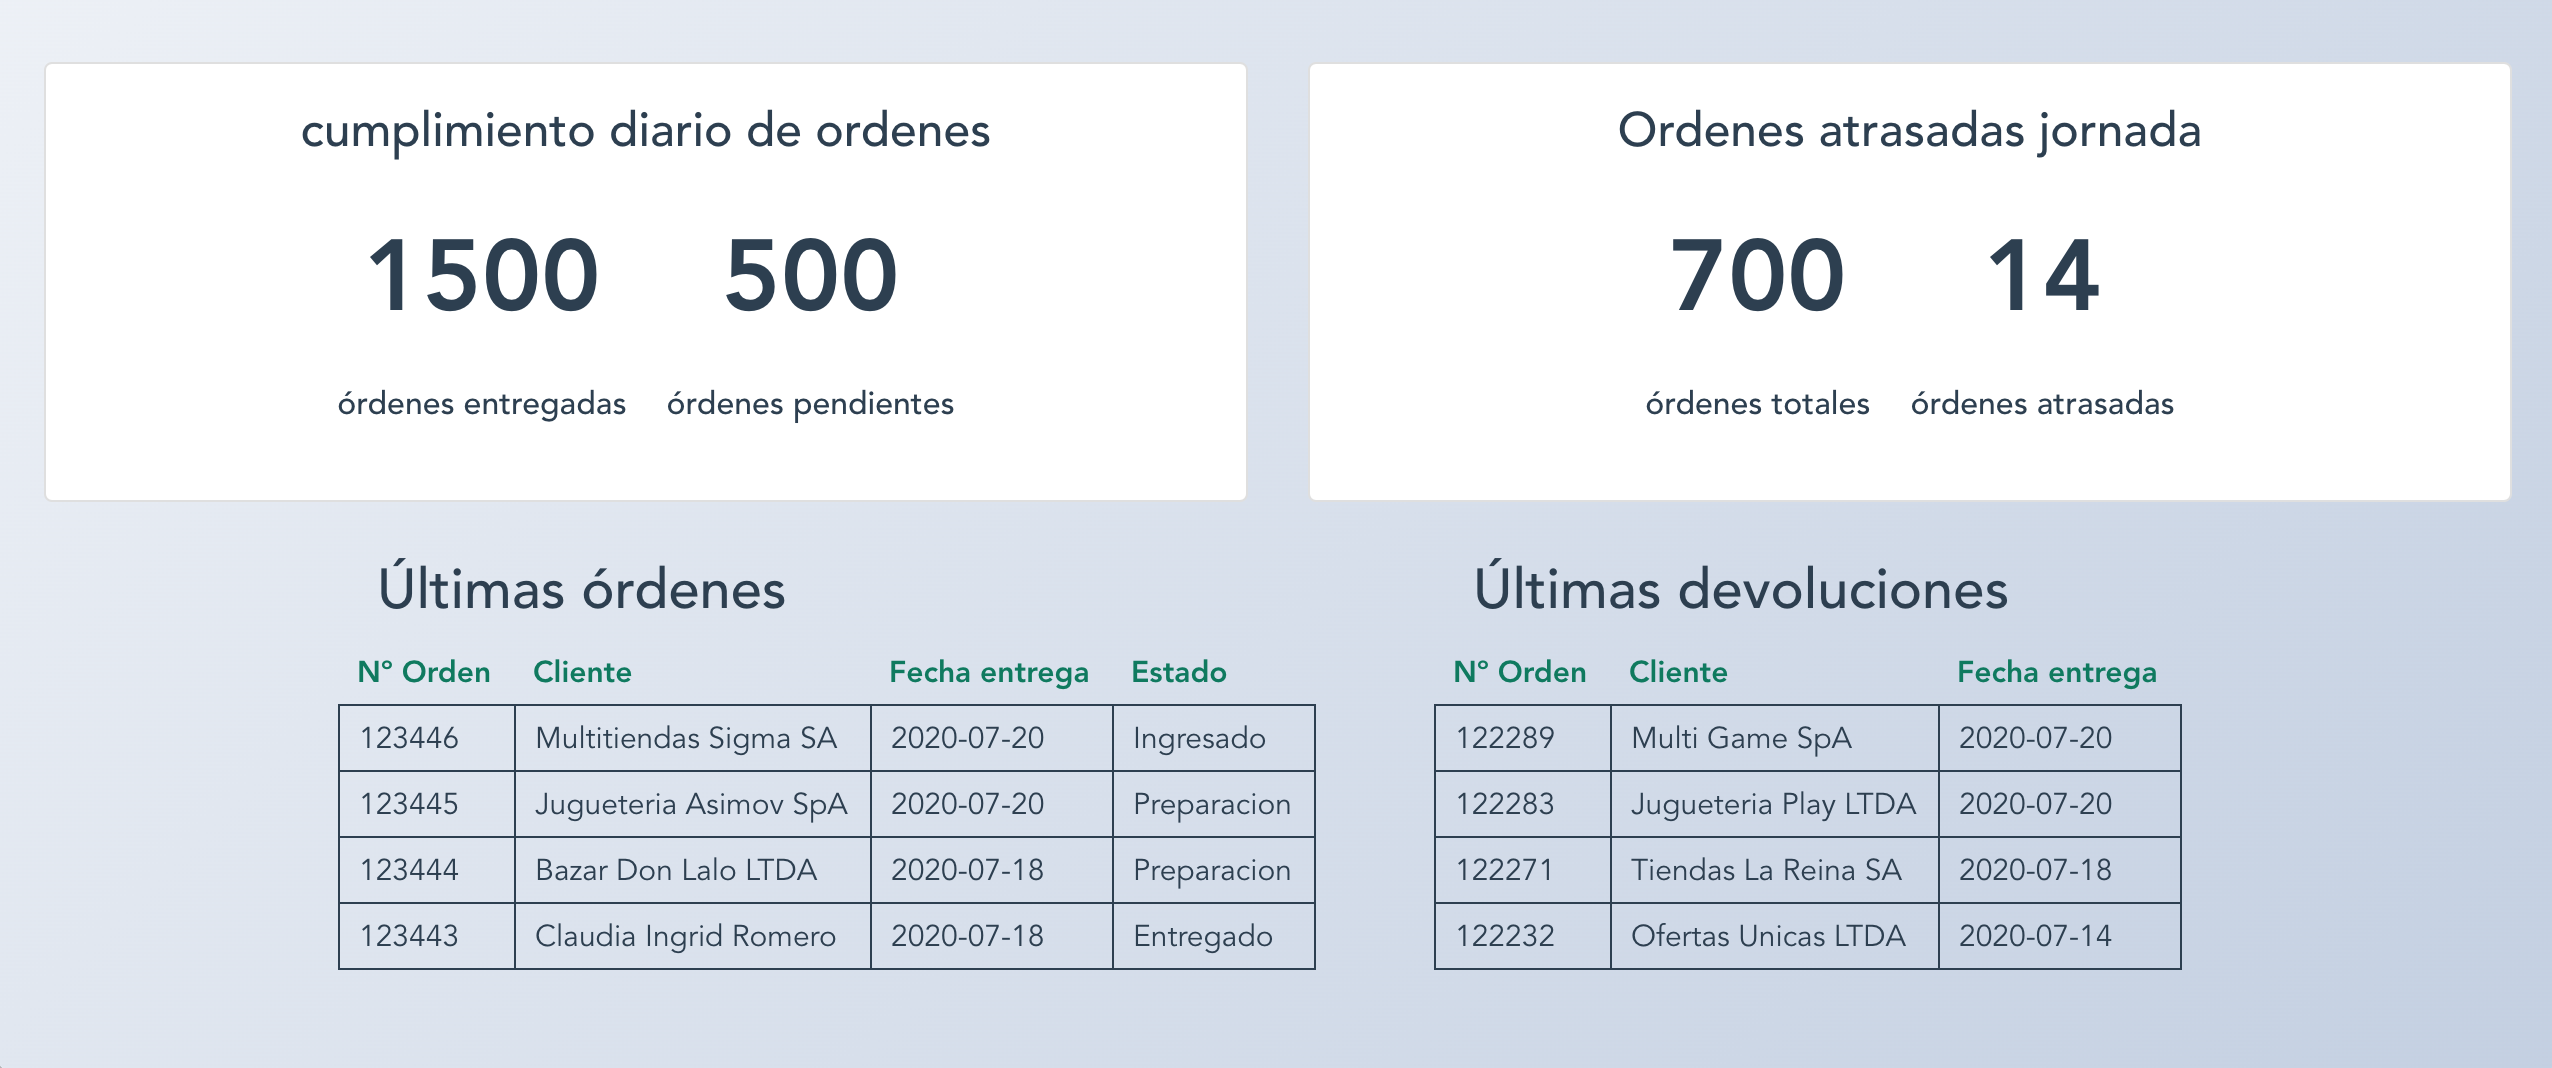 cumplimiento diario de ordenes
1500 500
órdenes entregadas órdenes pendientes
Ordenes atrasadas jornada
700 14
órdenes totales órdenes atrasadas
Últimas órdenes
Nº Orden Cliente Fecha entrega Estado
123446 Multitiendas Sigma SA 2020-07-20 Ingresado
123445 Jugueteria Asimov SpA 2020-07-20 Preparacion
123444 Bazar Don Lalo LTDA 2020-07-18 Preparacion
123443 Claudia Ingrid Romero 2020-07-18 Entregado
Últimas devoluciones
Nº Orden Cliente Fecha entrega
122289 Multi Game SpA 2020-07-20
122283 Jugueteria Play LTDA 2020-07-20
122271 Tiendas La Reina SA 2020-07-18
122232 Ofertas Unicas LTDA 2020-07-14